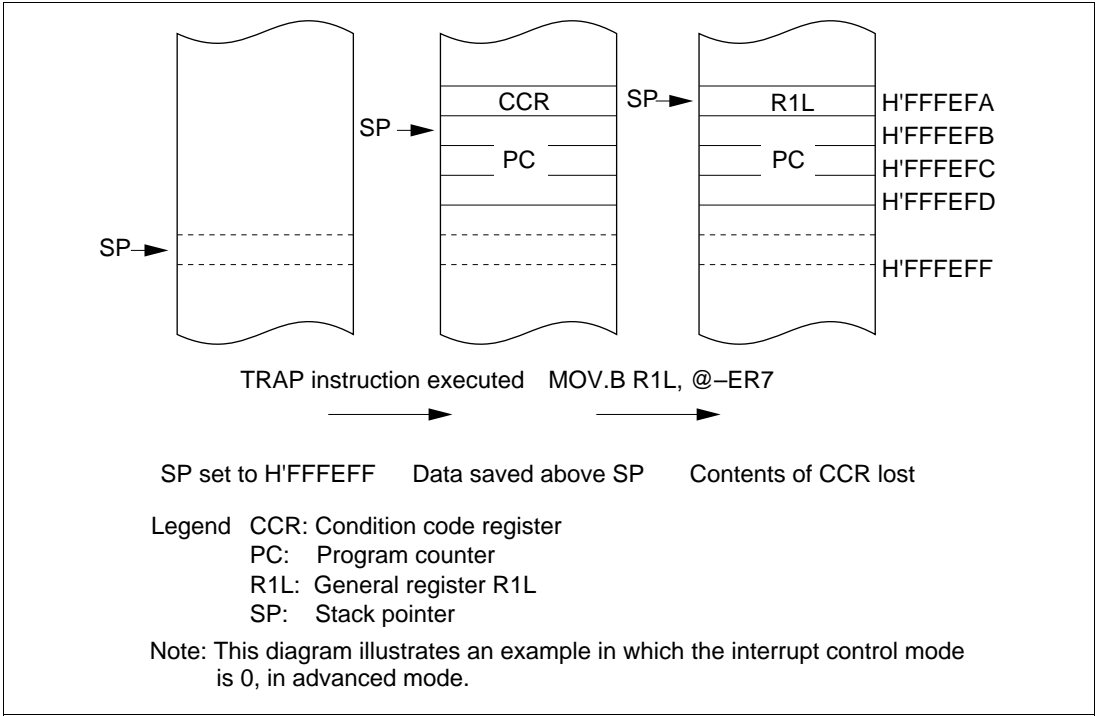 CCR
SP
R1L
H'FFFEFA
SP
H'FFFEFB
PC
PC
H'FFFEFC
H'FFFEFD
SP
H'FFFEFF
TRAP instruction executed
MOV.B R1L, @–ER7
SP set to H'FFFEFF
Data saved above SP
Contents of CCR lost
Legend CCR: Condition code register
PC: Program counter
R1L: General register R1L
SP: Stack pointer
Note: This diagram illustrates an example in which the interrupt control mode
is 0, in advanced mode.